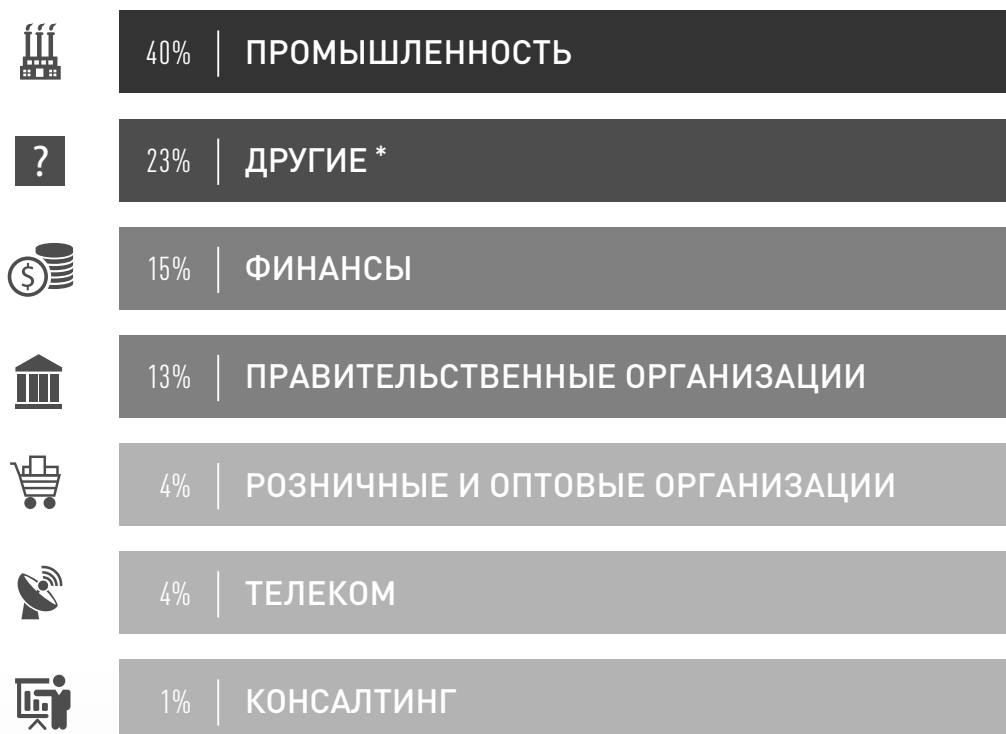 40% | ПРОМЫШЛЕННОСТЬ
? 23% | ДРУГИЕ *
$ 15% | ФИНАНСЫ
13% | ПРАВИТЕЛЬСТВЕННЫЕ ОРГАНИЗАЦИИ
4% | РОЗНИЧНЫЕ И ОПТОВЫЕ ОРГАНИЗАЦИИ
4% | ТЕЛЕКОМ
1% | КОНСАЛТИНГ